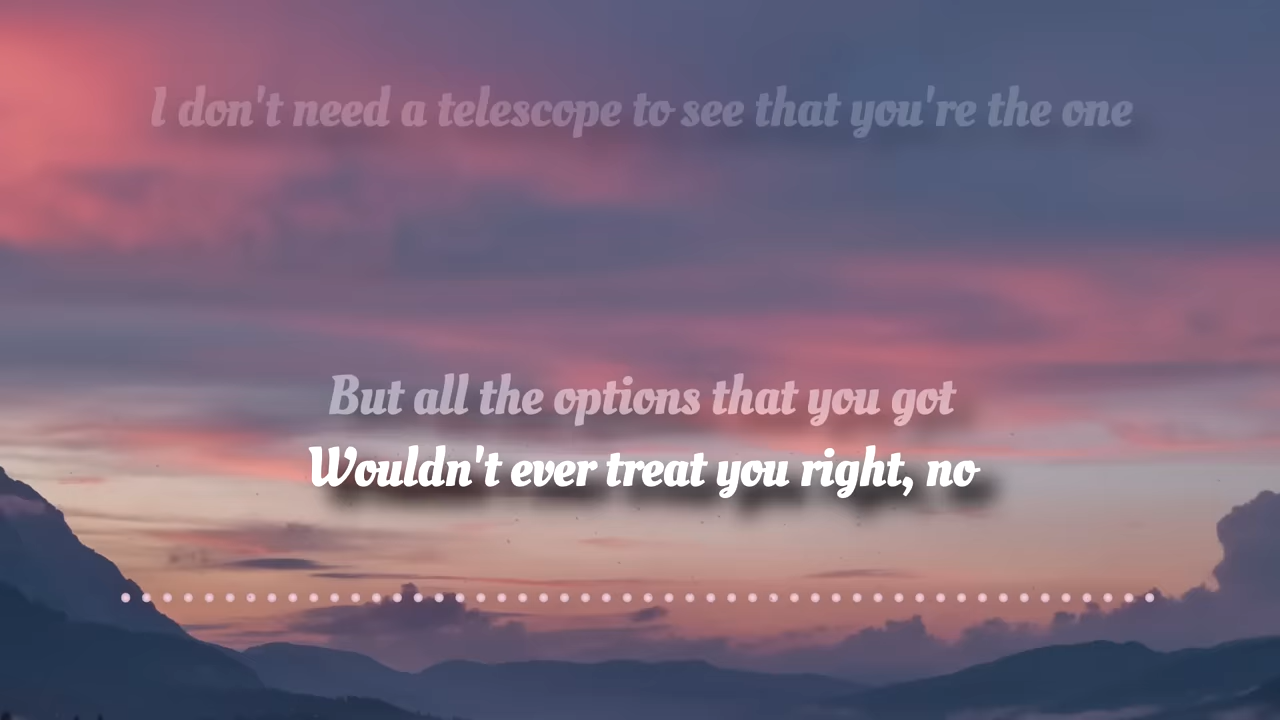 I don't need a telescope to see that you're the one
But all the options that you got
Wouldn't ever treat you right, no